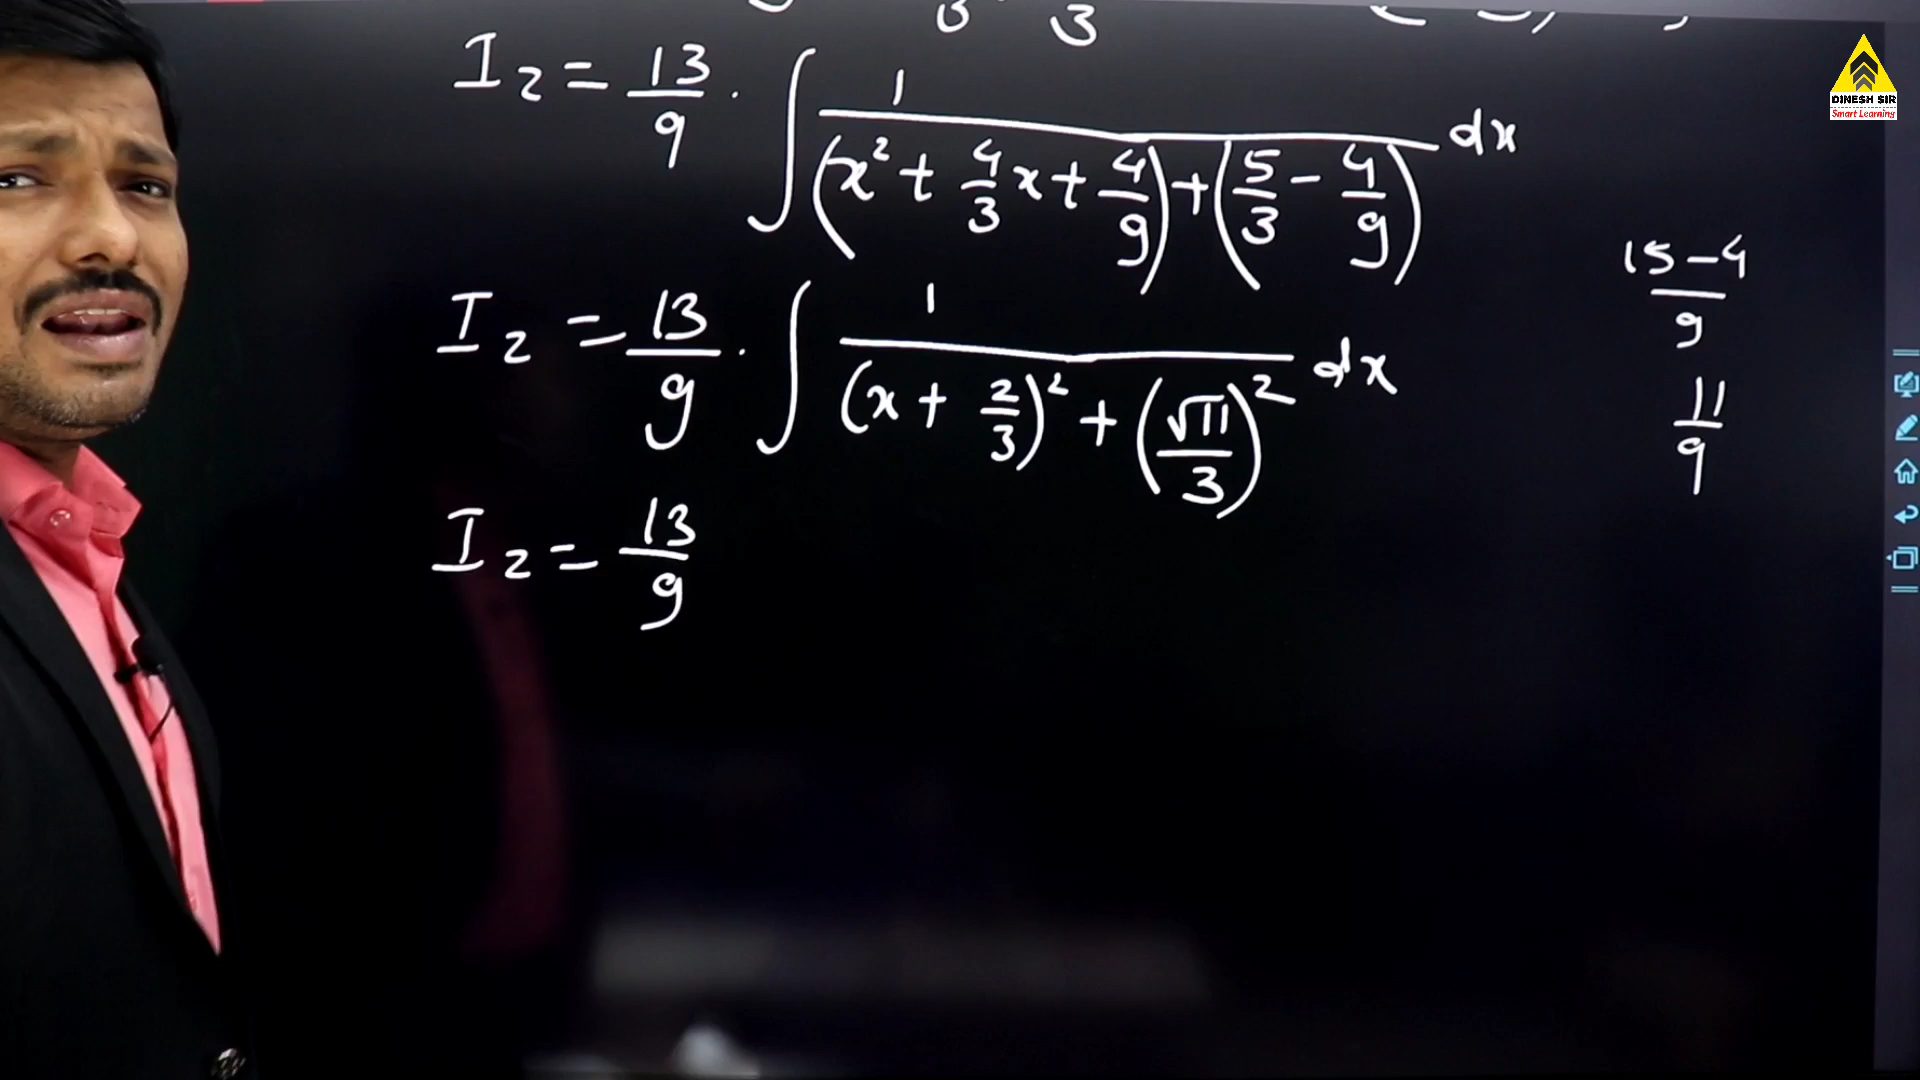 I₂ = 13/9 · ∫ 1/((x² + 4/3 x + 4/9) + (5/3 − 4/9)) dx
15 − 4 / 9
I₂ = 13/9 · ∫ 1/((x + 2/3)² + (√11/3)²) dx
11/9
I₂ = 13/9
DINESH SIR
Smart Learning